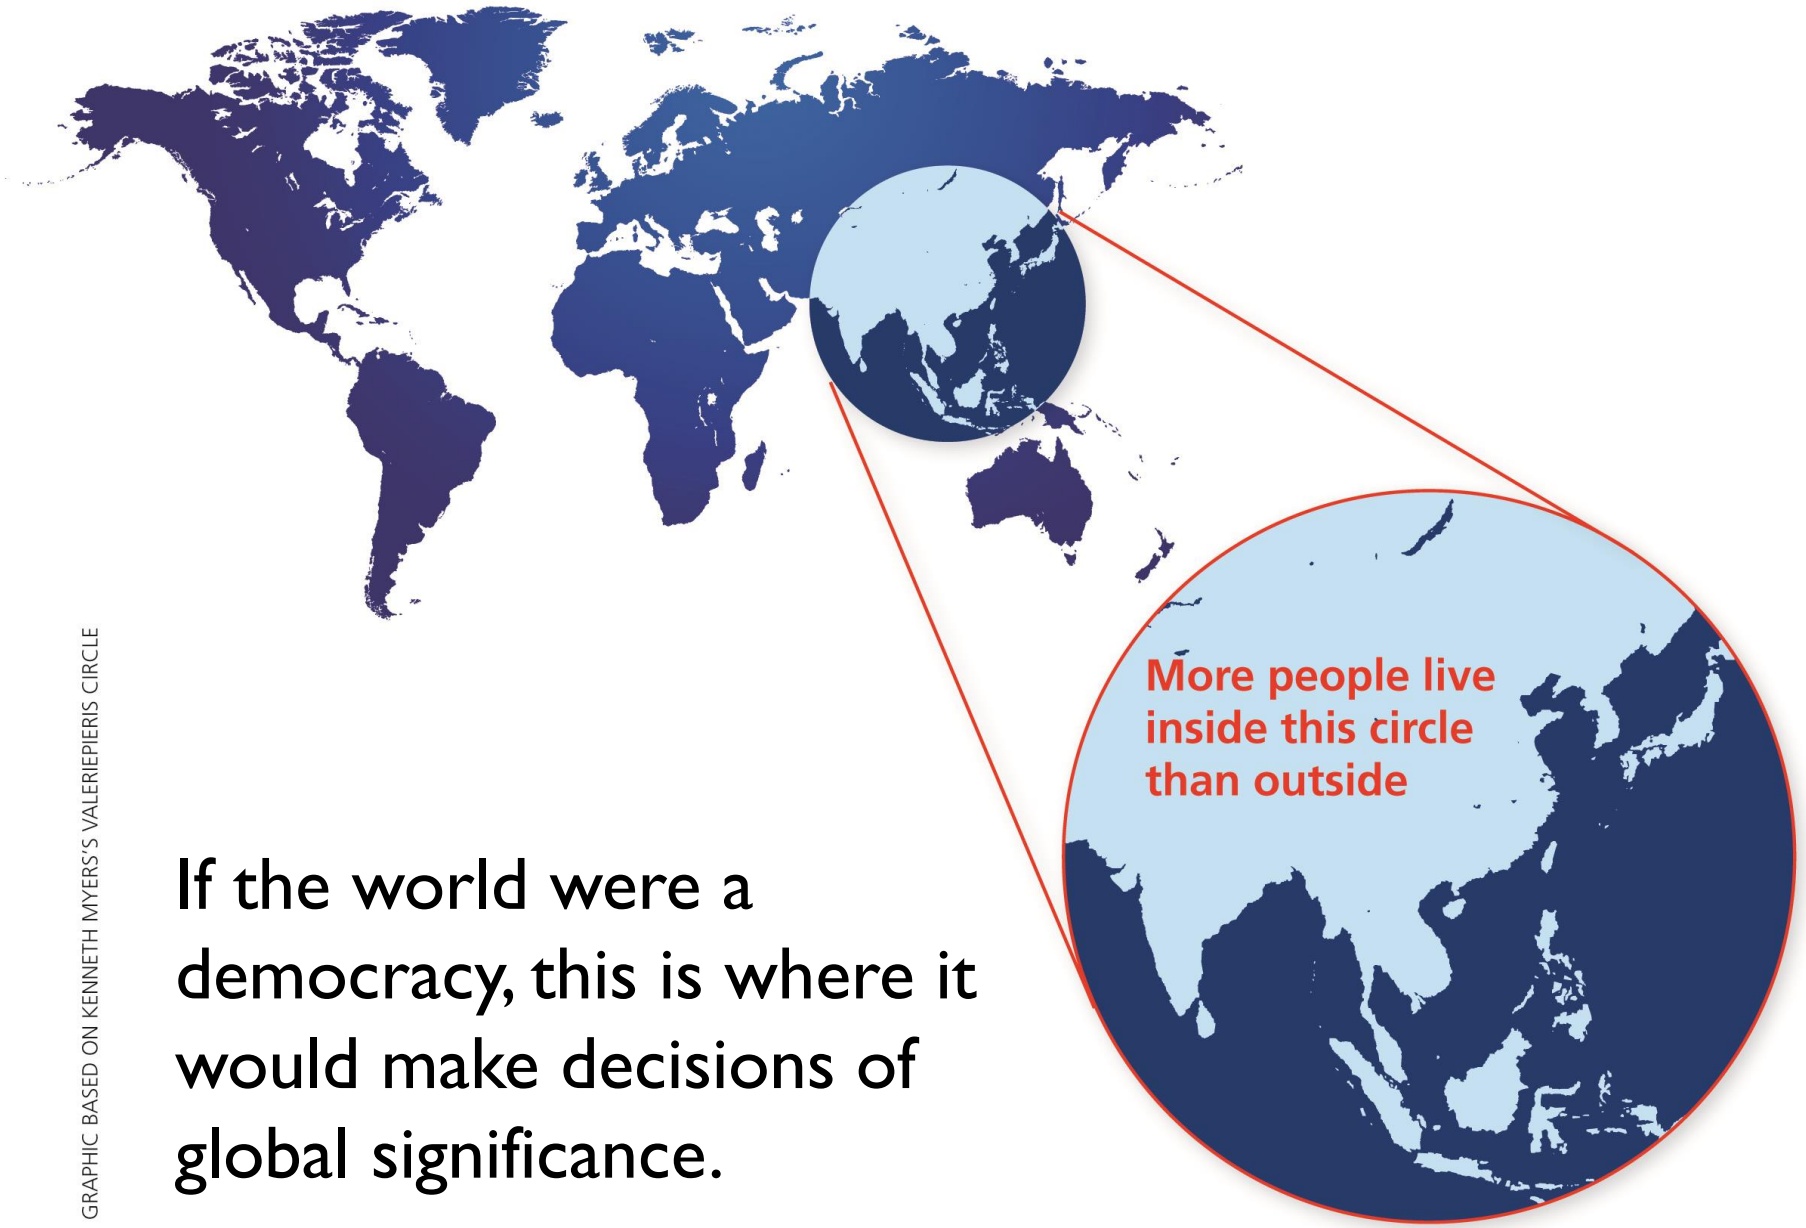 More people live
inside this circle
than outside
If the world were a
democracy, this is where it
would make decisions of
global significance.
GRAPHIC BASED ON KENNETH MYERS'S VALERIEPIERIS CIRCLE